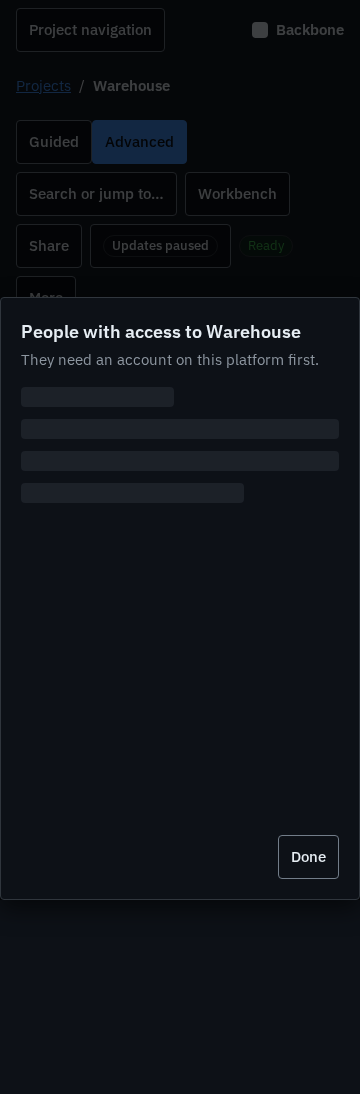 Project navigation
Backbone
Projects / Warehouse
Guided
Advanced
Search or jump to...
Workbench
Share
Updates paused
Ready
More
People with access to Warehouse
They need an account on this platform first.
Done